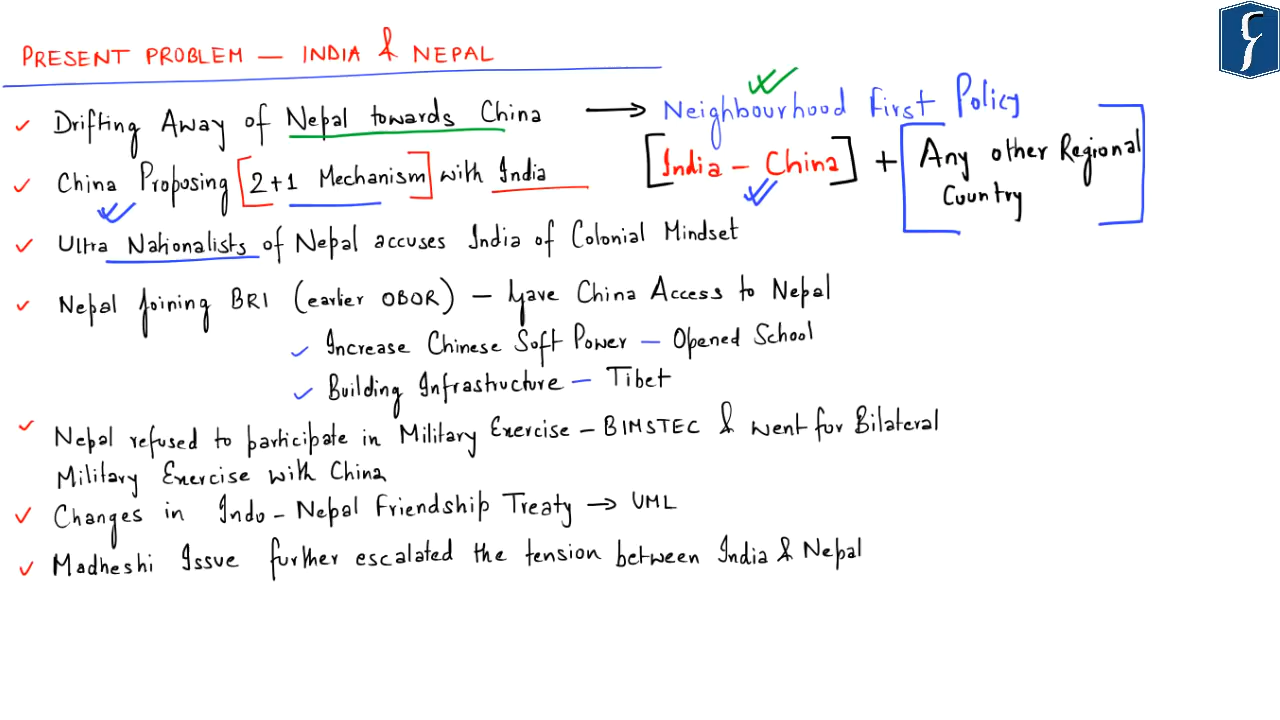 PRESENT PROBLEM — INDIA & NEPAL
Drifting Away of Nepal towards China → Neighbourhood First Policy
China Proposing [2+1 Mechanism] with India
[India - China] + [Any other Regional
Country]
Ultra Nationalists of Nepal accuses India of Colonial Mindset
Nepal Joining BRI (earlier OBOR) – Gave China Access to Nepal
Increase Chinese Soft Power – Opened School
Building Infrastructure – Tibet
Nepal refused to participate in Military Exercise – BIMSTEC & went for Bilateral
Military Exercise with China
Changes in Indo-Nepal Friendship Treaty → UML
Madheshi Issue further escalated the tension between India & Nepal